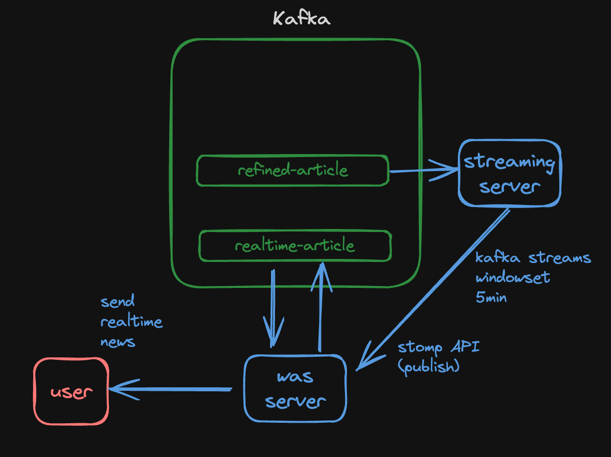 Kafka
refined-article
streaming
server
realtime-article
kafka streams
windowset
5min
send
realtime
news
stomp API
(publish)
was
server
user